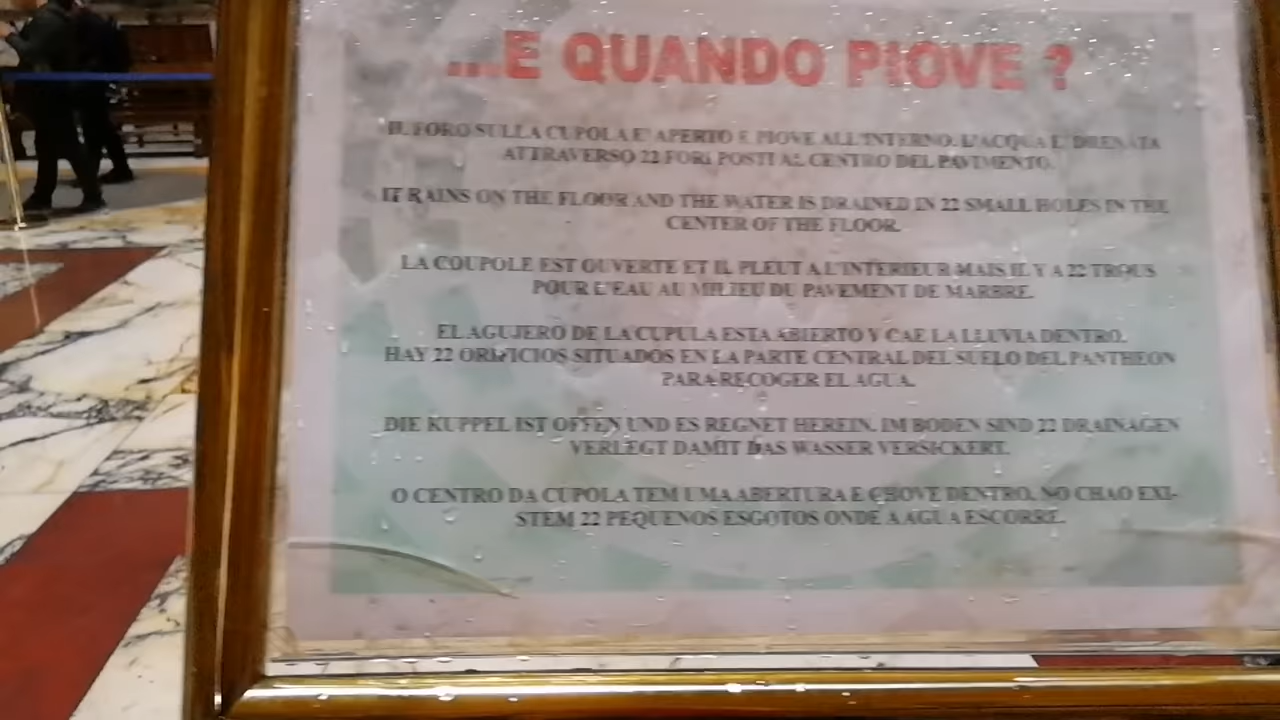 ....E QUANDO PIOVE ?
IL FORO SULLA CUPOLA E' APERTO E PIOVE ALL'INTERNO. L'ACQUA E' DRENATA
ATTRAVERSO 22 FORI POSTI AL CENTRO DEL PAVIMENTO.
IT RAINS ON THE FLOOR AND THE WATER IS DRAINED IN 22 SMALL HOLES IN THE
CENTER OF THE FLOOR.
LA COUPOLE EST OUVERTE ET IL PLEUT A L'INTERIEUR MAIS IL Y A 22 TROUS
POUR L'EAU AU MILIEU DU PAVEMENT DE MARBRE.
EL AGUJERO DE LA CUPULA ESTA ABIERTO Y CAE LA LLUVIA DENTRO.
HAY 22 ORIFICIOS SITUADOS EN LA PARTE CENTRAL DEL SUELO DEL PANTHEON
PARA RECOGER EL AGUA.
DIE KUPPEL IST OFFEN UND ES REGNET HEREIN. IM BODEN SIND 22 DRAINAGEN
VERLEGT DAMIT DAS WASSER VERSICKERT.
O CENTRO DA CUPOLA TEM UMA ABERTURA E CHOVE DENTRO. NO CHAO EXI-
STEM 22 PEQUENOS ESGOTOS ONDE A AGUA ESCORRE.